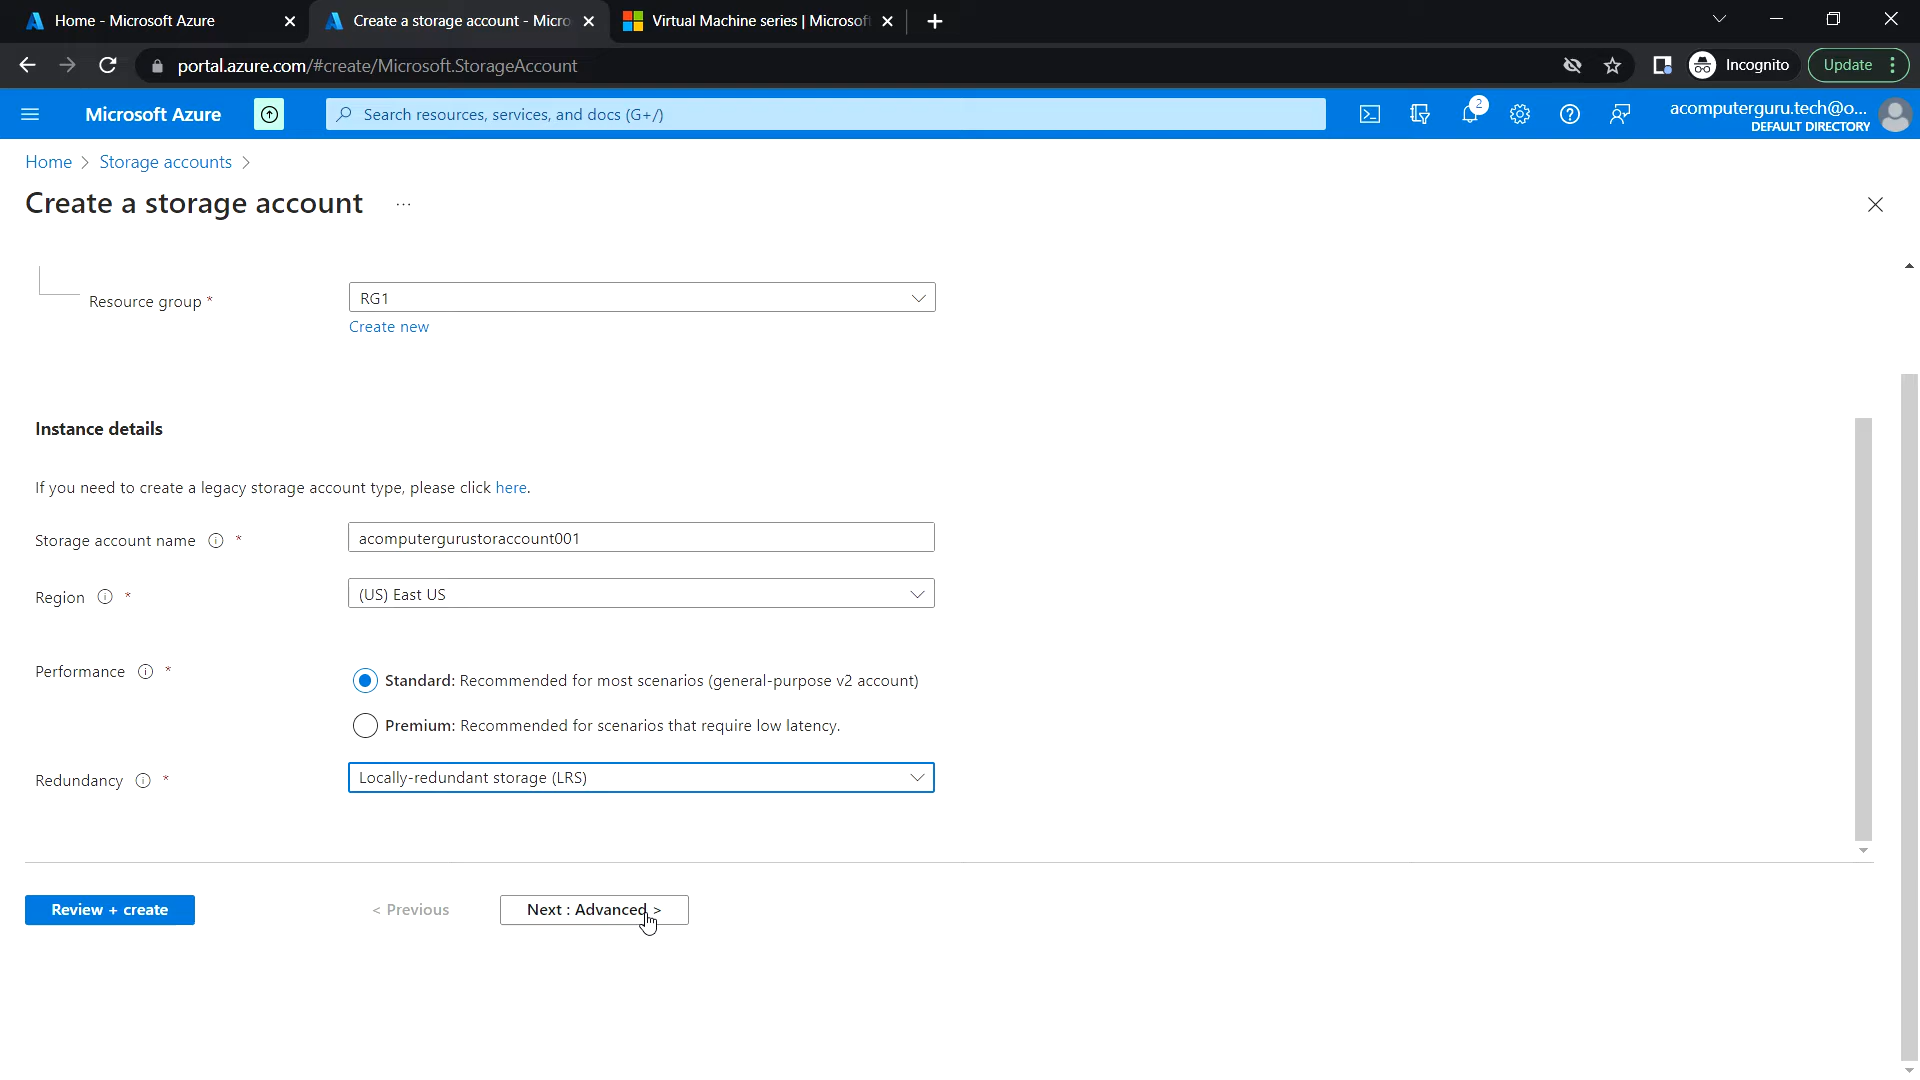 Home - Microsoft Azure
Create a storage account - Micro
Virtual Machine series | Microsof
portal.azure.com/#create/Microsoft.StorageAccount
Incognito
Update
Microsoft Azure
Search resources, services, and docs (G+/)
2
acomputerguru.tech@o...
DEFAULT DIRECTORY
Home > Storage accounts >
Create a storage account ...
Resource group *
RG1
Create new
Instance details
If you need to create a legacy storage account type, please click here.
Storage account name *
acomputergurustoraccount001
Region *
(US) East US
Performance *
Standard: Recommended for most scenarios (general-purpose v2 account)
Premium: Recommended for scenarios that require low latency.
Redundancy *
Locally-redundant storage (LRS)
Review + create
< Previous
Next : Advanced >